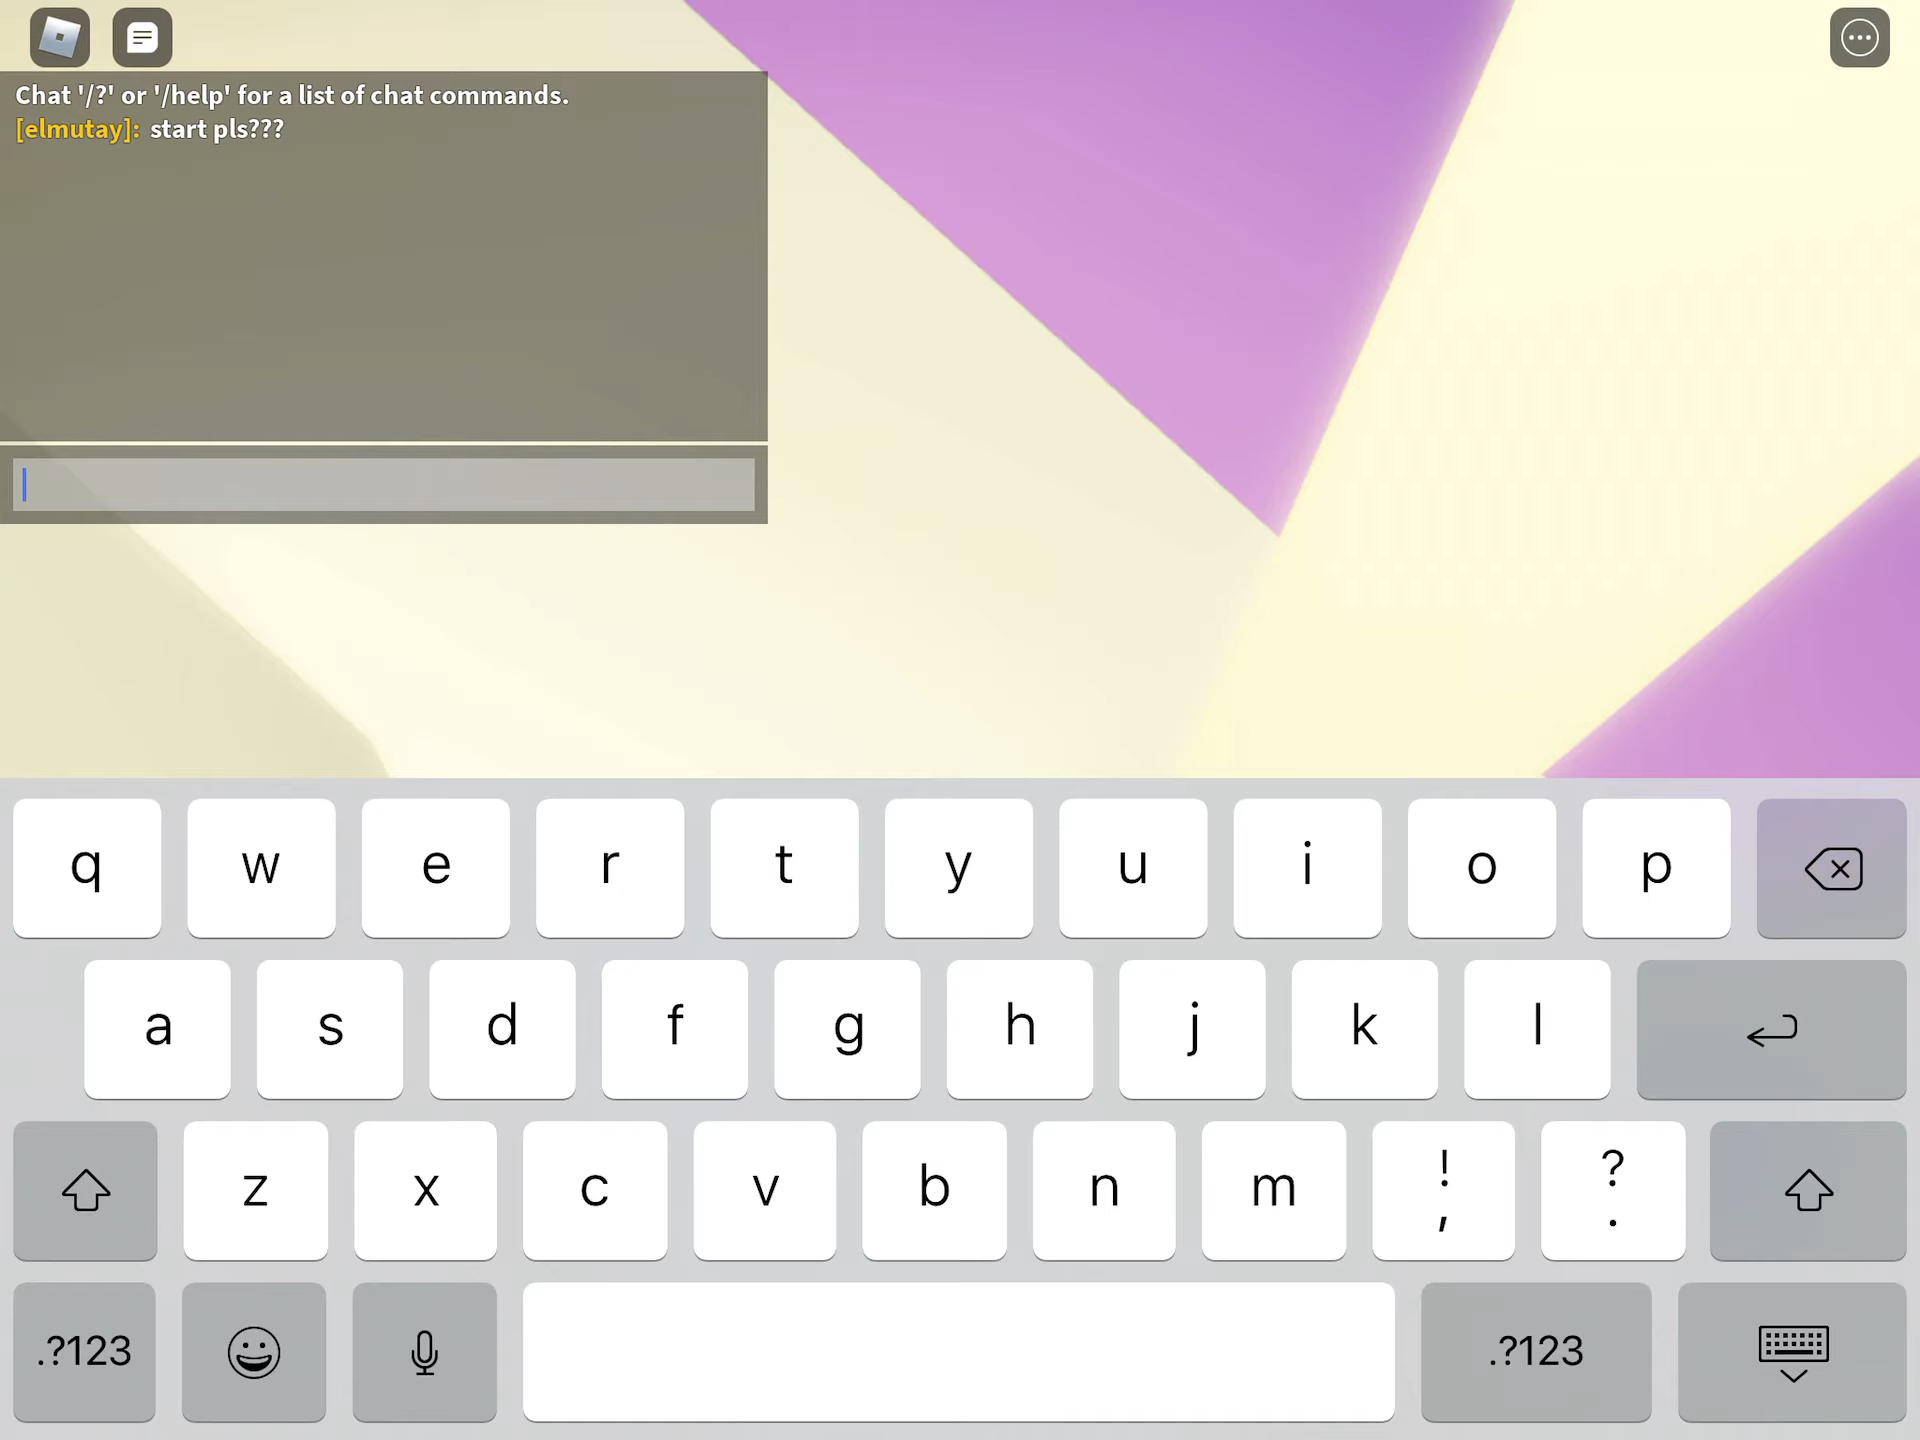 Chat '/?' or '/help' for a list of chat commands.
[elmutay]: start pls???
q w e r t y u i o p
a s d f g h j k l
z x c v b n m ! , ? .
.?123 .?123